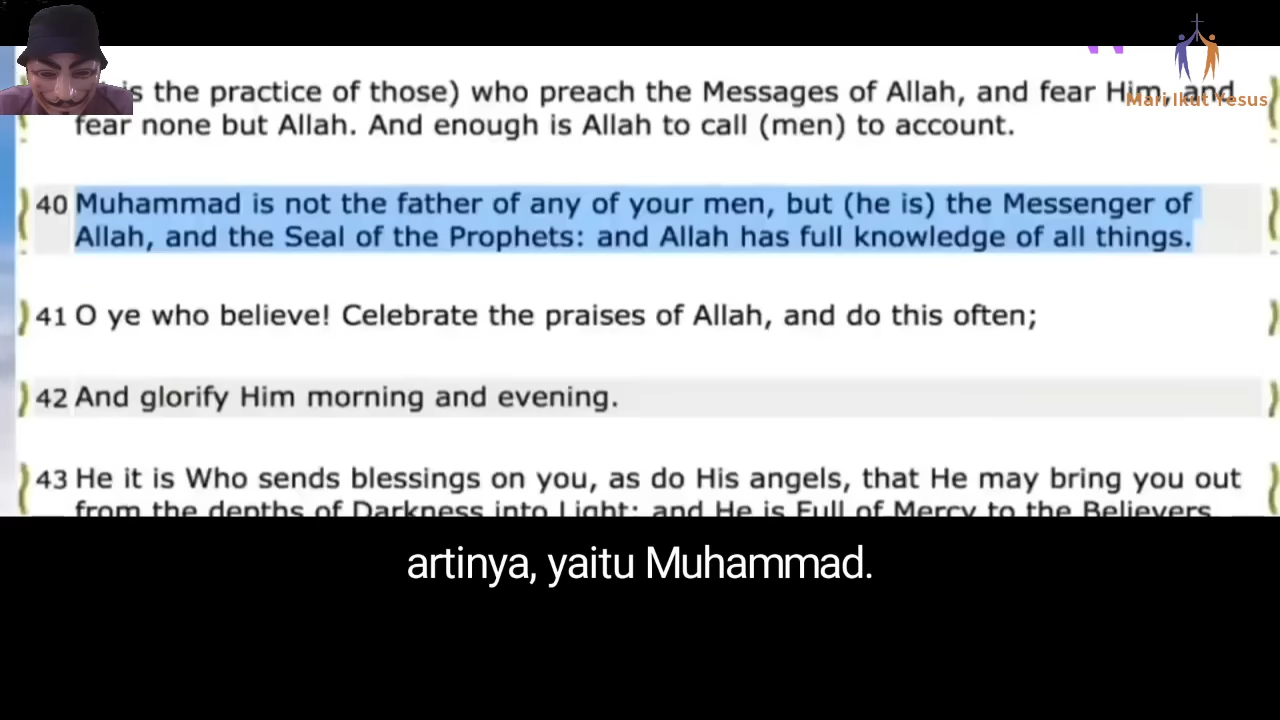 is the practice of those) who preach the Messages of Allah, and fear Him, and
Mari Ikut Yesus
fear none but Allah. And enough is Allah to call (men) to account.
40 Muhammad is not the father of any of your men, but (he is) the Messenger of
Allah, and the Seal of the Prophets: and Allah has full knowledge of all things.
41 O ye who believe! Celebrate the praises of Allah, and do this often;
42 And glorify Him morning and evening.
43 He it is Who sends blessings on you, as do His angels, that He may bring you out
from the depths of Darkness into Light: and He is Full of Mercy to the Believers
artinya, yaitu Muhammad.